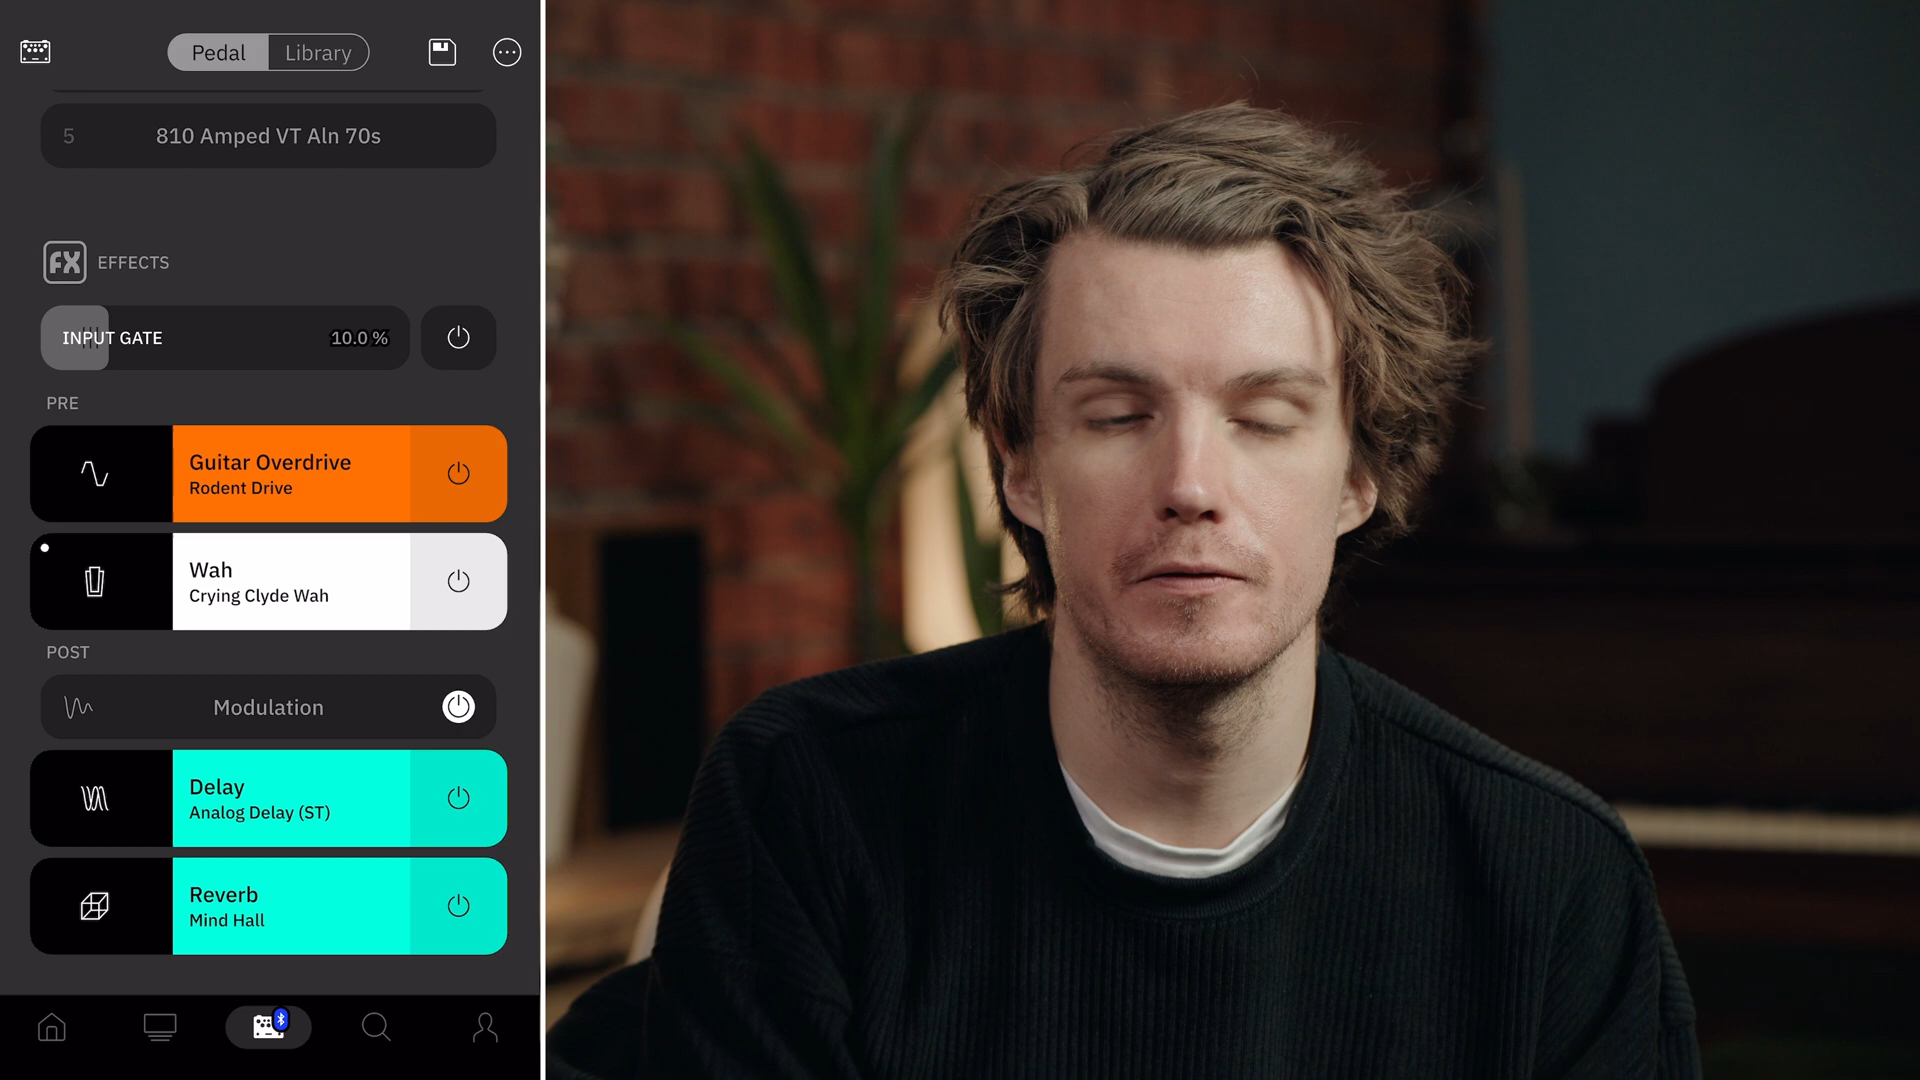 Pedal Library
5 810 Amped VT Aln 70s
FX EFFECTS
INPUT GATE 10.0 %
PRE
Guitar Overdrive
Rodent Drive
Wah
Crying Clyde Wah
POST
Modulation
Delay
Analog Delay (ST)
Reverb
Mind Hall